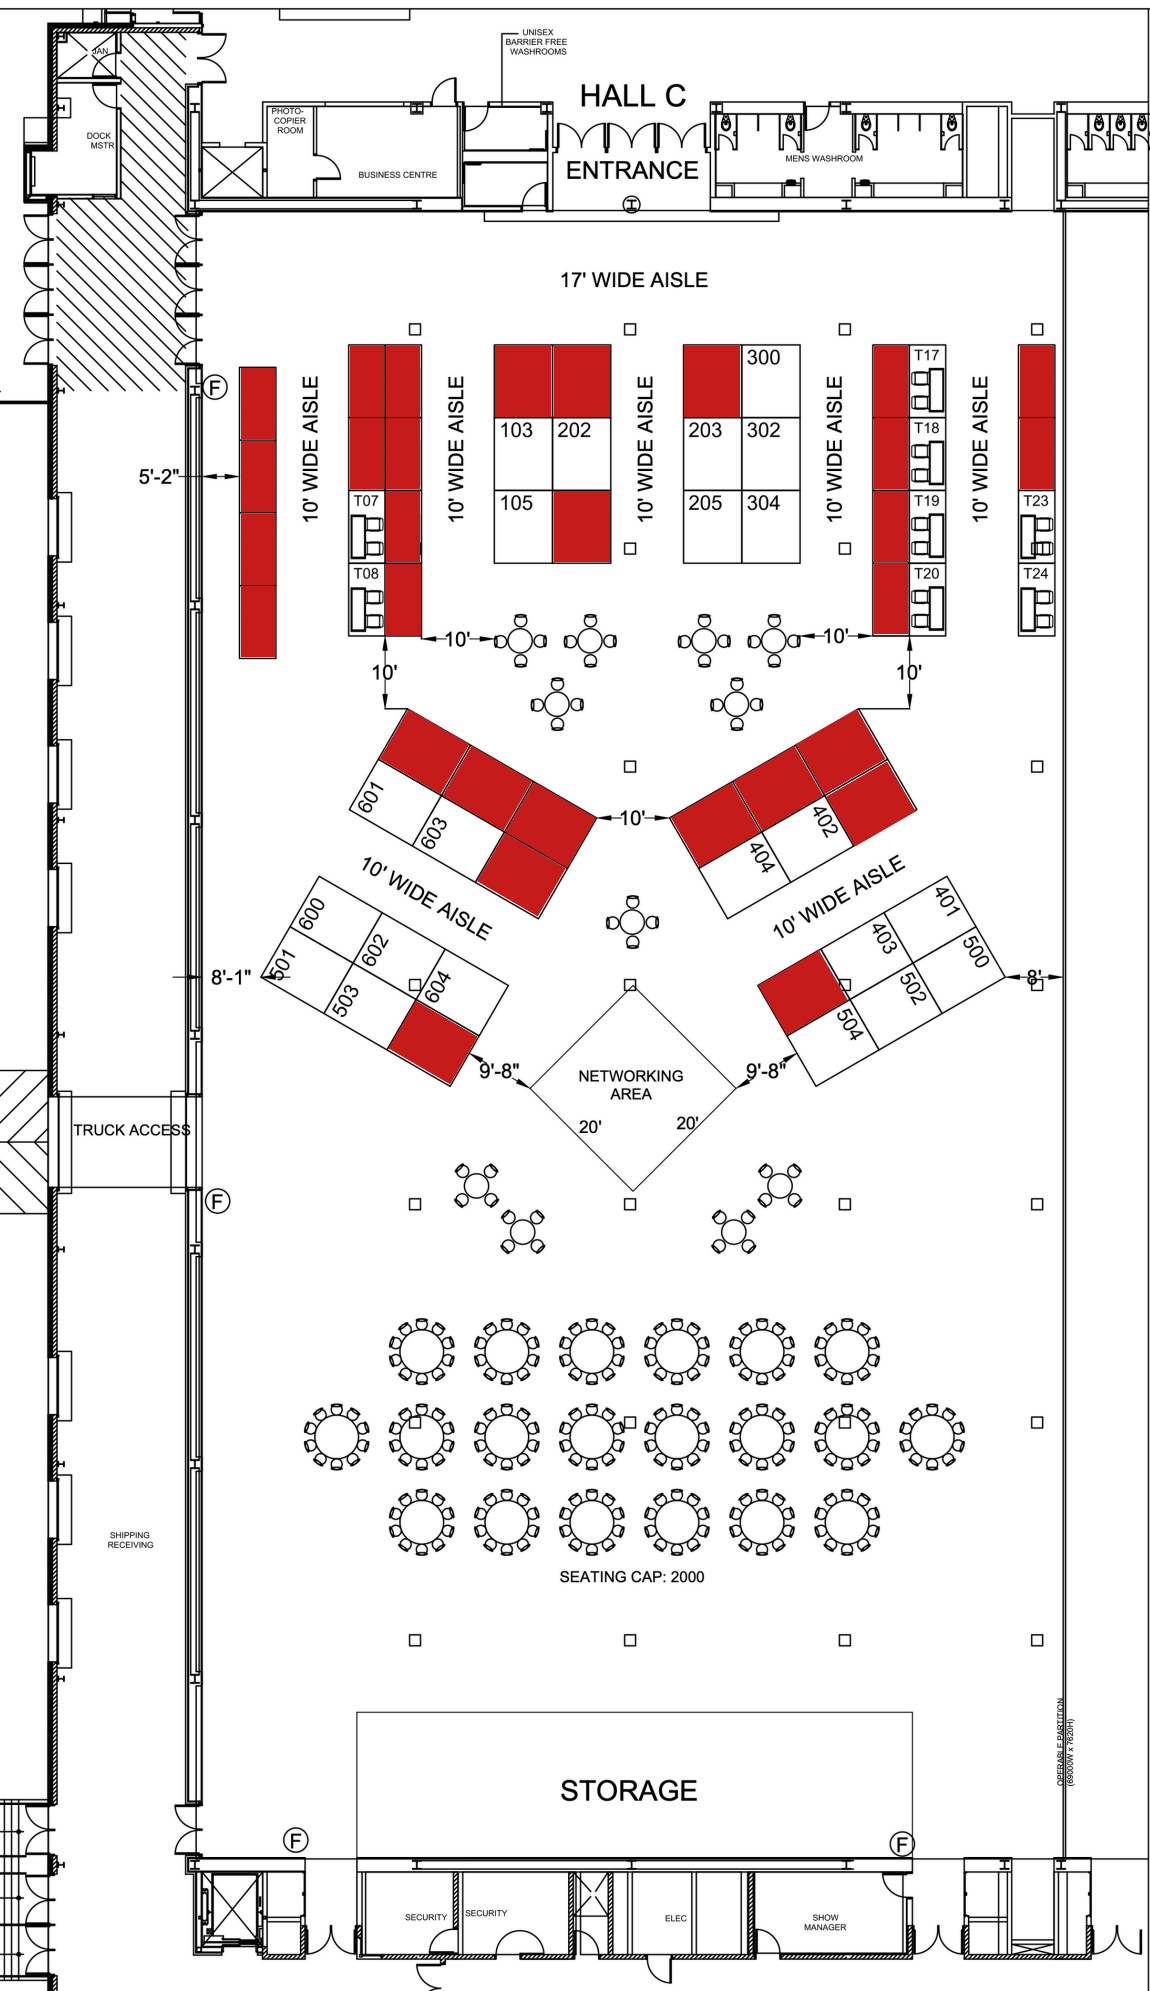 UNISEX
BARRIER FREE
WASHROOMS
JAN
HALL C
PHOTO-
COPIER
ROOM
DOCK
MSTR
ENTRANCE
MENS WASHROOM
BUSINESS CENTRE
17' WIDE AISLE
300
T17
F
10' WIDE AISLE
10' WIDE AISLE
10' WIDE AISLE
10' WIDE AISLE
10' WIDE AISLE
103
202
203
302
T18
5'-2"
T07
105
205
304
T19
T23
T08
T20
T24
10'
10'
10'
10'
601
603
10'
402
404
10' WIDE AISLE
10' WIDE AISLE
600
602
604
401
403
500
501
503
502
504
8'-1"
8'
9'-8"
9'-8"
NETWORKING
AREA
20'
20'
TRUCK ACCESS
F
SHIPPING
RECEIVING
SEATING CAP: 2000
OPERABLE PARTITION
(69000W x 7620H)
STORAGE
F
F
SECURITY
SECURITY
ELEC
SHOW
MANAGER